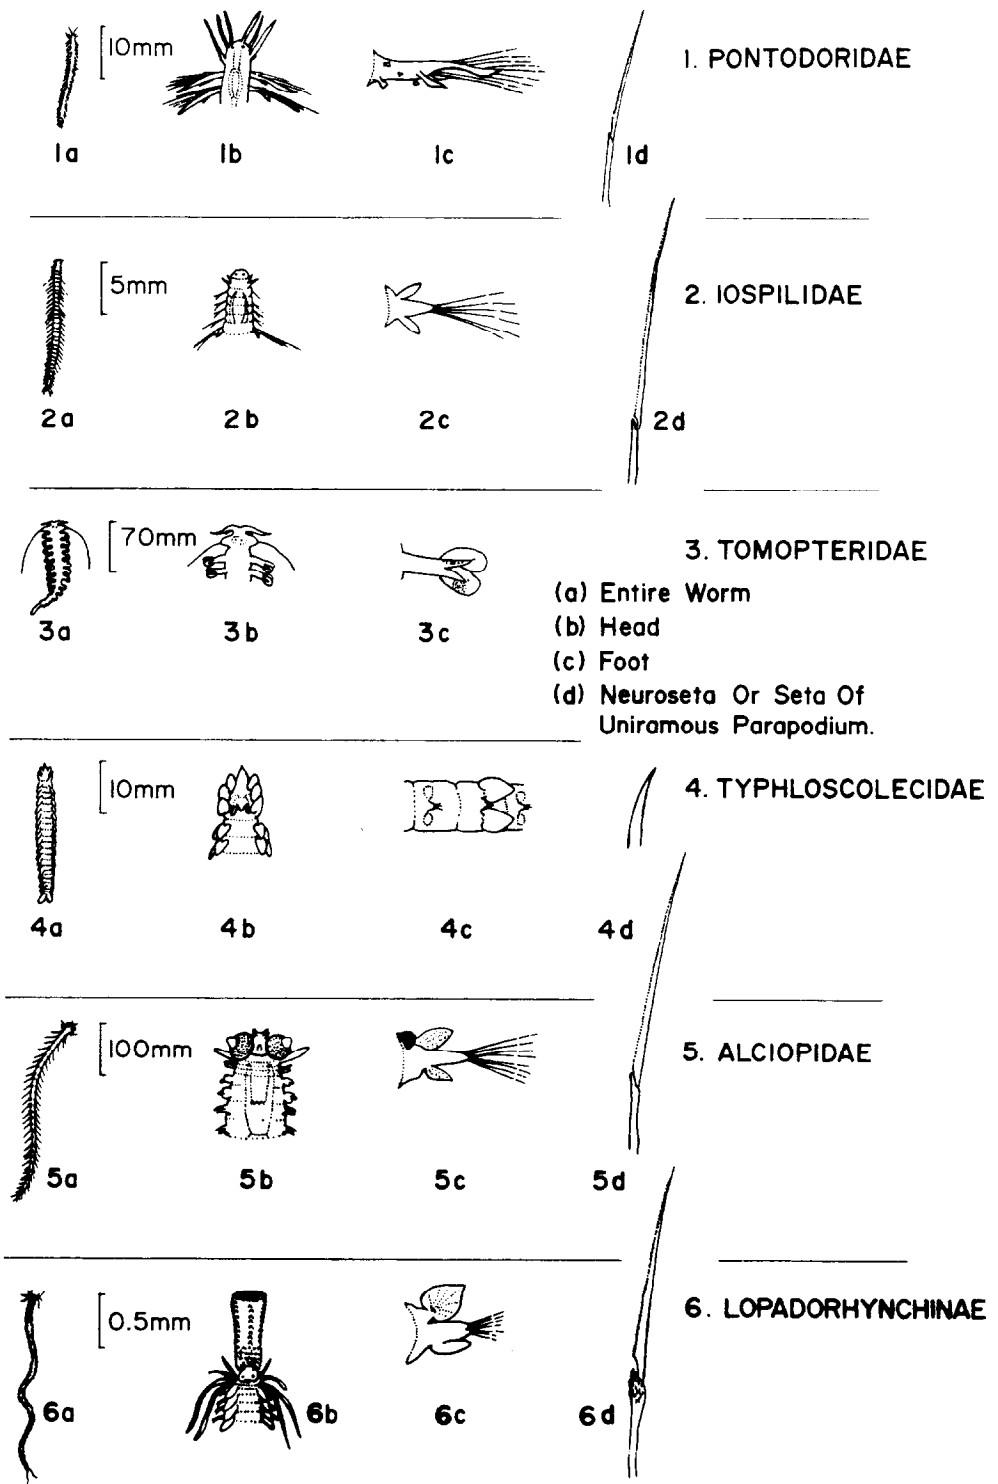 10mm
1. PONTODORIDAE
1a
1b
1c
1d
5mm
2. IOSPILIDAE
2a
2b
2c
2d
70mm
3. TOMOPTERIDAE
3a
3b
3c
(a) Entire Worm
(b) Head
(c) Foot
(d) Neuroseta Or Seta Of
Uniramous Parapodium.
10mm
4. TYPHLOSCOLECIDAE
4a
4b
4c
4d
100mm
5. ALCIOPIDAE
5a
5b
5c
5d
0.5mm
6. LOPADORHYNCHINAE
6a
6b
6c
6d